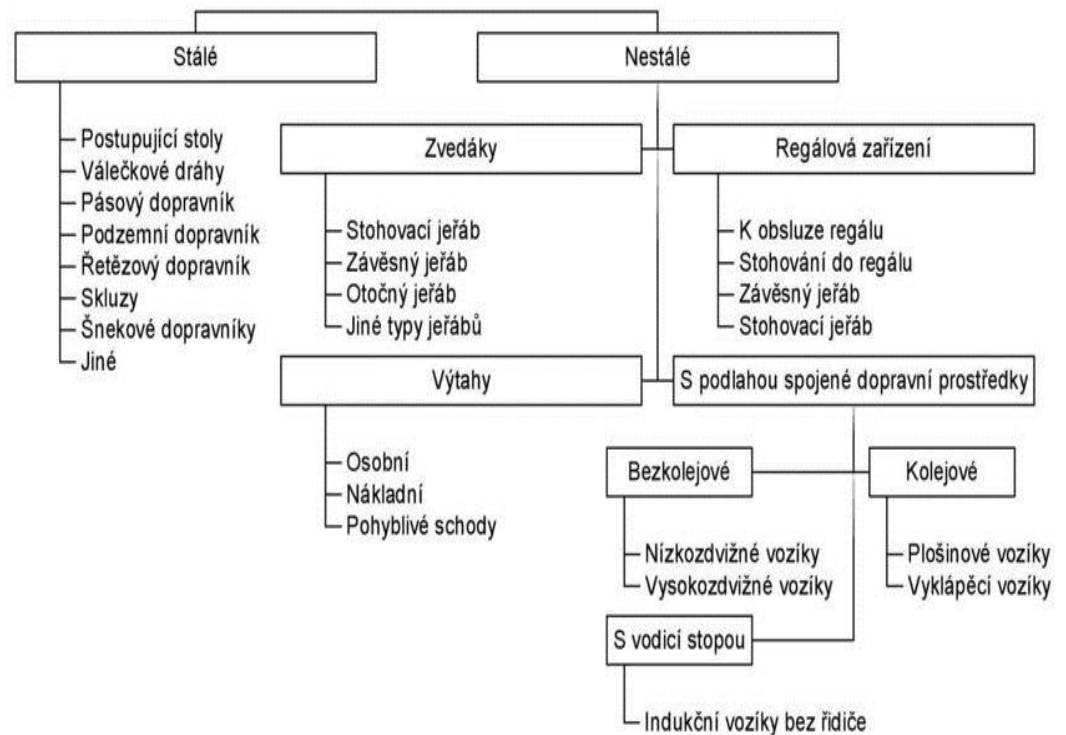 Stálé
Nestálé
Postupující stoly
Válečkové dráhy
Pásový dopravník
Podzemní dopravník
Řetězový dopravník
Skluzy
Šnekové dopravníky
Jiné
Zvedáky
Stohovací jeřáb
Závěsný jeřáb
Otočný jeřáb
Jiné typy jeřábů
Regálová zařízení
K obsluze regálu
Stohování do regálu
Závěsný jeřáb
Stohovací jeřáb
Výtahy
Osobní
Nákladní
Pohyblivé schody
S podlahou spojené dopravní prostředky
Bezkolejové
Nízkozdvižné vozíky
Vysokozdvižné vozíky
Kolejové
Plošinové vozíky
Vyklápěcí vozíky
S vodicí stopou
Indukční vozíky bez řidiče